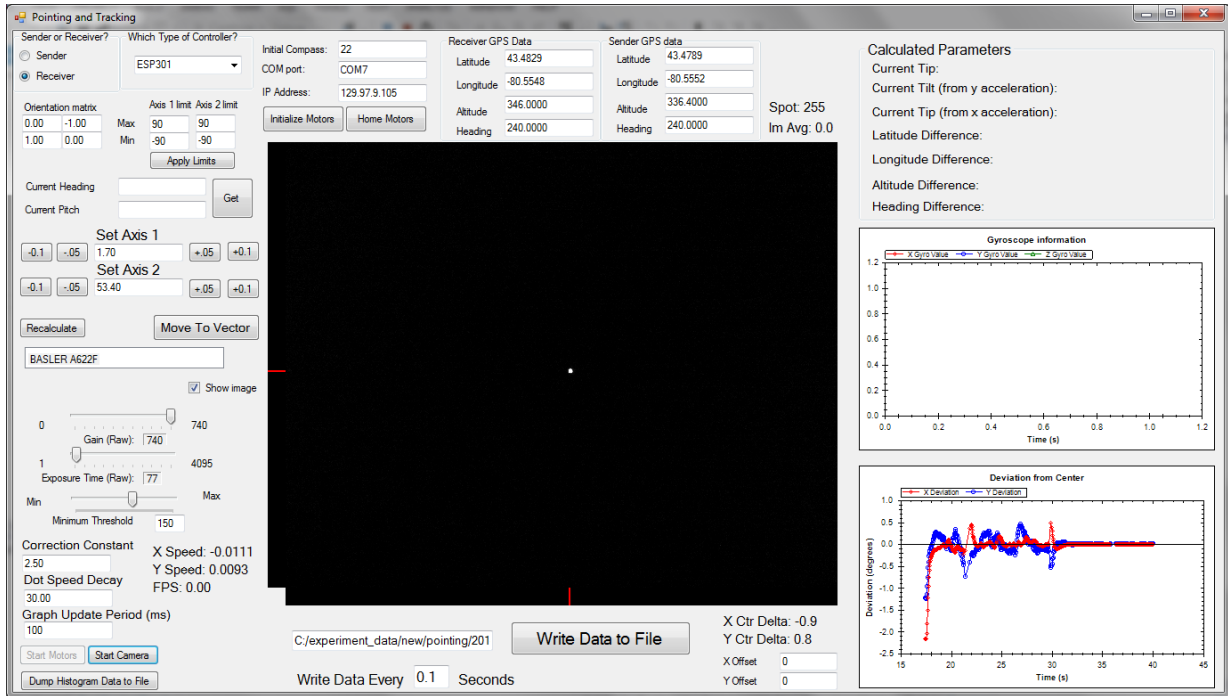 Pointing and Tracking
Sender or Receiver?
Sender
Receiver
Which Type of Controller?
ESP301
Initial Compass: 22
COM port: COM7
IP Address: 129.97.9.105
Initialize Motors Home Motors
Receiver GPS Data
Latitude 43.4829
Longitude -80.5548
Altitude 346.0000
Heading 240.0000
Sender GPS data
Latitude 43.4789
Longitude -80.5552
Altitude 336.4000
Heading 240.0000
Spot: 255
Im Avg: 0.0
Calculated Parameters
Current Tip:
Current Tilt (from y acceleration):
Current Tip (from x acceleration):
Latitude Difference:
Longitude Difference:
Altitude Difference:
Heading Difference:
Orientation matrix
0.00 -1.00
1.00 0.00
Axis 1 limit Axis 2 limit
Max 90 90
Min -90 -90
Apply Limits
Current Heading
Current Pitch
Get
Set Axis 1
-0.1 -.05 1.70 +.05 +0.1
Set Axis 2
-0.1 -.05 53.40 +.05 +0.1
Recalculate Move To Vector
BASLER A622F
Show image
0 740
Gain (Raw): 740
1 4095
Exposure Time (Raw): 77
Min Max
Minimum Threshold 150
Correction Constant
2.50
Dot Speed Decay
30.00
Graph Update Period (ms)
100
X Speed: -0.0111
Y Speed: 0.0093
FPS: 0.00
Start Motors Start Camera
Dump Histogram Data to File
C:/experiment_data/new/pointing/201
Write Data to File
Write Data Every 0.1 Seconds
X Ctr Delta: -0.9
Y Ctr Delta: 0.8
X Offset 0
Y Offset 0
Gyroscope information
X Gyro Value Y Gyro Value Z Gyro Value
1.2
1.0
0.8
0.6
0.4
0.2
0.0
0.0 0.2 0.4 0.6 0.8 1.0 1.2
Time (s)
Deviation from Center
X Deviation Y Deviation
Deviation (degrees)
1.0
0.5
0.0
-0.5
-1.0
-1.5
-2.0
-2.5
15 20 25 30 35 40 45
Time (s)